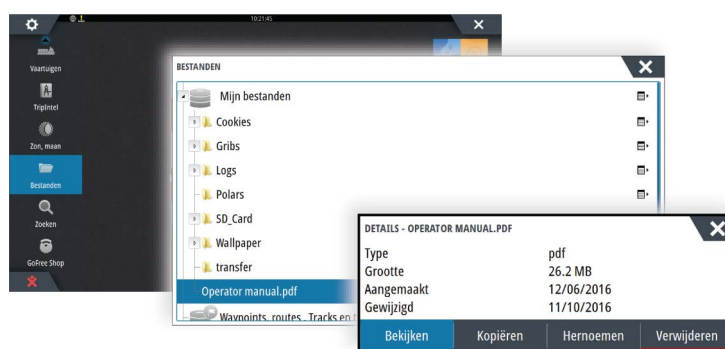 10:21:45
Vaartuigen
TripIntel
Zon, maan
Bestanden
Zoeken
GoFree Shop
BESTANDEN
Mijn bestanden
Cookies
Gribs
Logs
Polars
SD_Card
Wallpaper
transfer
Operator manual.pdf
Waypoints, routes, Tracks en
DETAILS - OPERATOR MANUAL.PDF
Type pdf
Grootte 26.2 MB
Aangemaakt 12/06/2016
Gewijzigd 11/10/2016
Bekijken Kopiëren Hernoemen Verwijderen